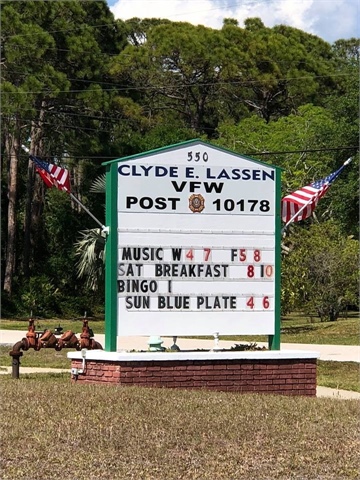 550
CLYDE E. LASSEN
VFW
POST 10178
MUSIC W 4 7 F 5 8
SAT BREAKFAST 8 10
BINGO 1
SUN BLUE PLATE 4 6